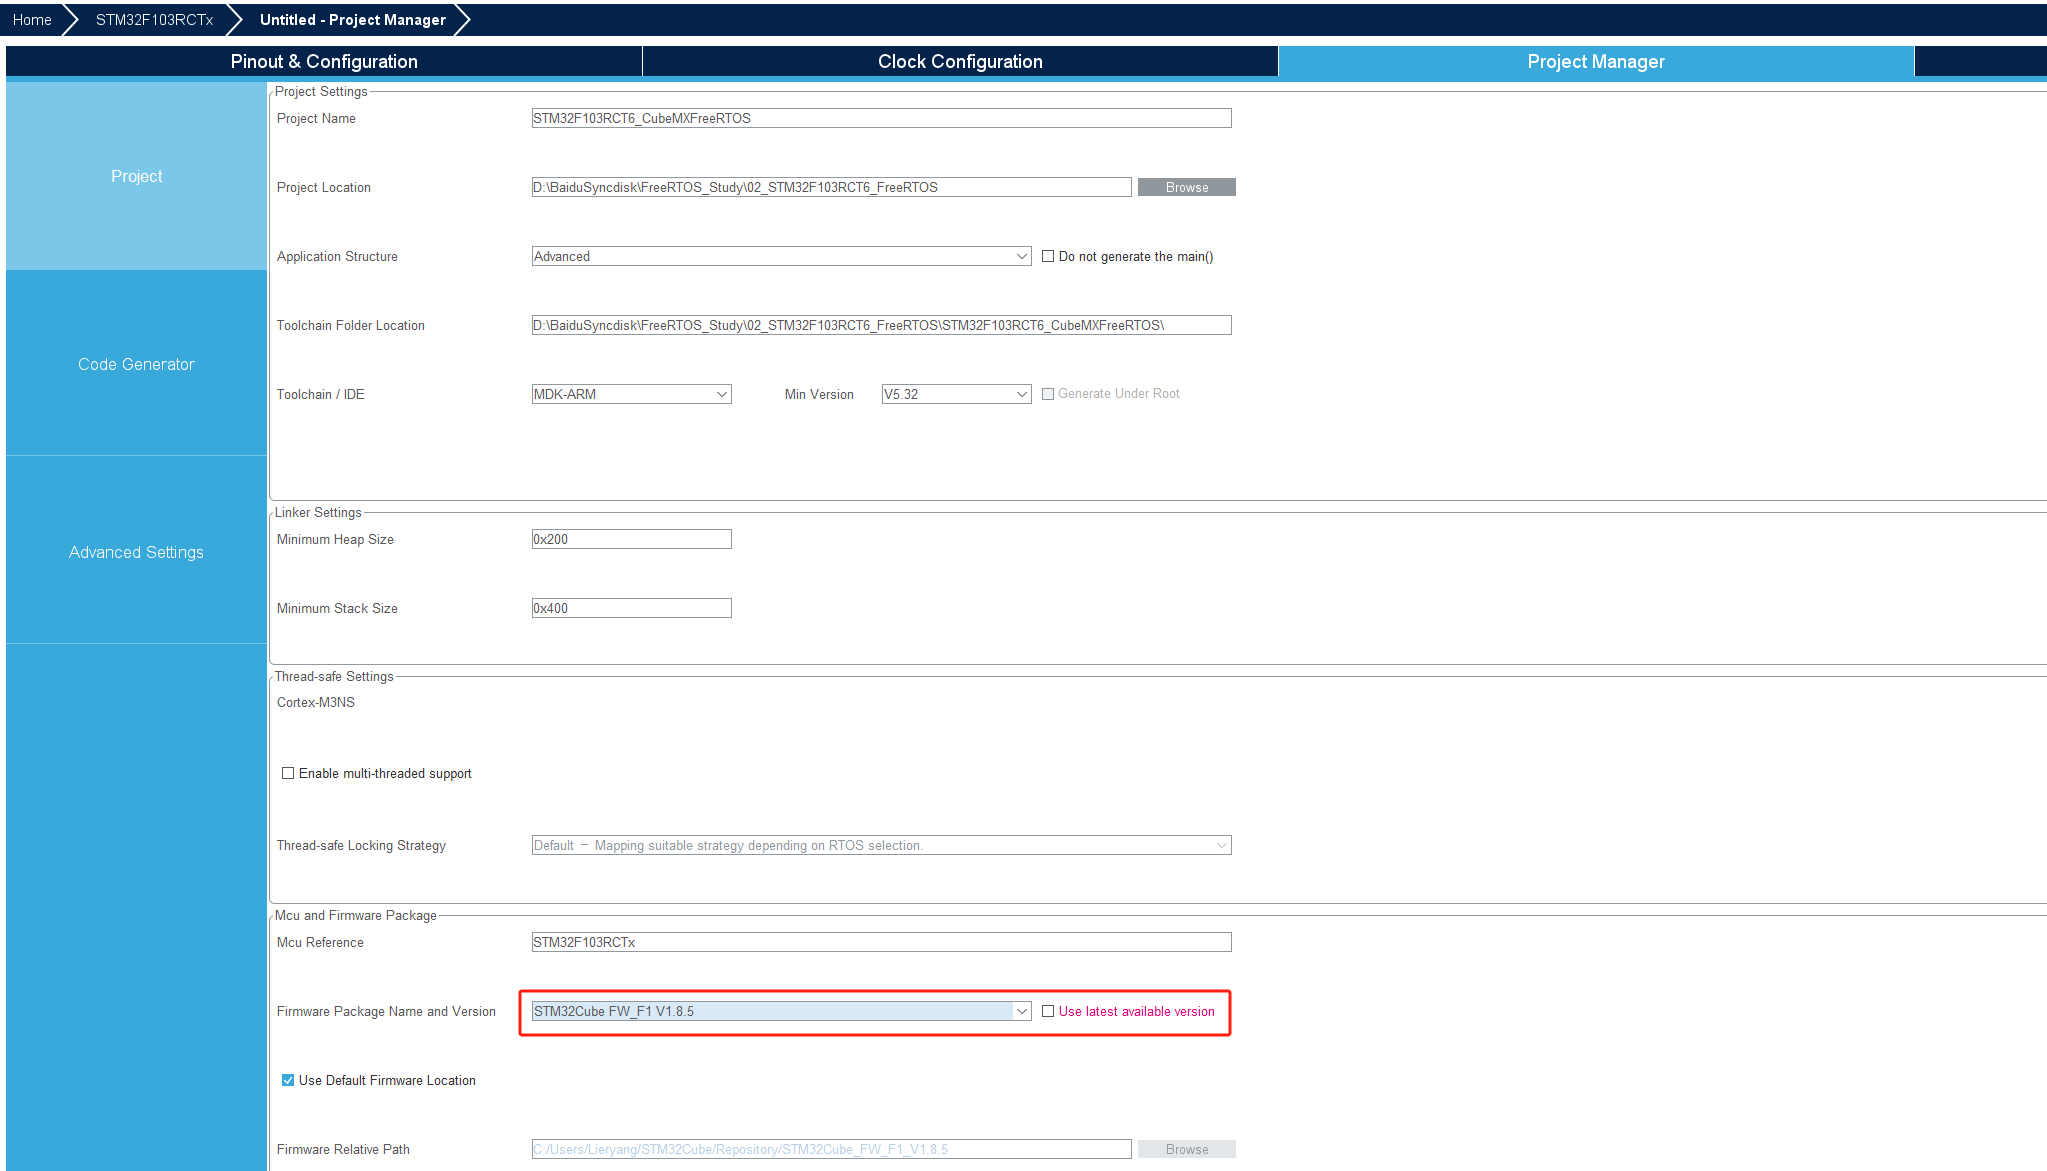 Home STM32F103RCTx Untitled - Project Manager
Pinout & Configuration Clock Configuration Project Manager
Project Settings
Project Name STM32F103RCT6_CubeMXFreeRTOS
Project
Project Location D:\BaiduSyncdisk\FreeRTOS_Study\02_STM32F103RCT6_FreeRTOS Browse
Application Structure Advanced Do not generate the main()
Toolchain Folder Location D:\BaiduSyncdisk\FreeRTOS_Study\02_STM32F103RCT6_FreeRTOS\STM32F103RCT6_CubeMXFreeRTOS\
Code Generator
Toolchain / IDE MDK-ARM Min Version V5.32 Generate Under Root
Linker Settings
Minimum Heap Size 0x200
Advanced Settings
Minimum Stack Size 0x400
Thread-safe Settings
Cortex-M3NS
Enable multi-threaded support
Thread-safe Locking Strategy Default – Mapping suitable strategy depending on RTOS selection.
Mcu and Firmware Package
Mcu Reference STM32F103RCTx
Firmware Package Name and Version STM32Cube FW_F1 V1.8.5 Use latest available version
Use Default Firmware Location
Firmware Relative Path C:/Users/Lieryang/STM32Cube/Repository/STM32Cube_FW_F1_V1.8.5 Browse